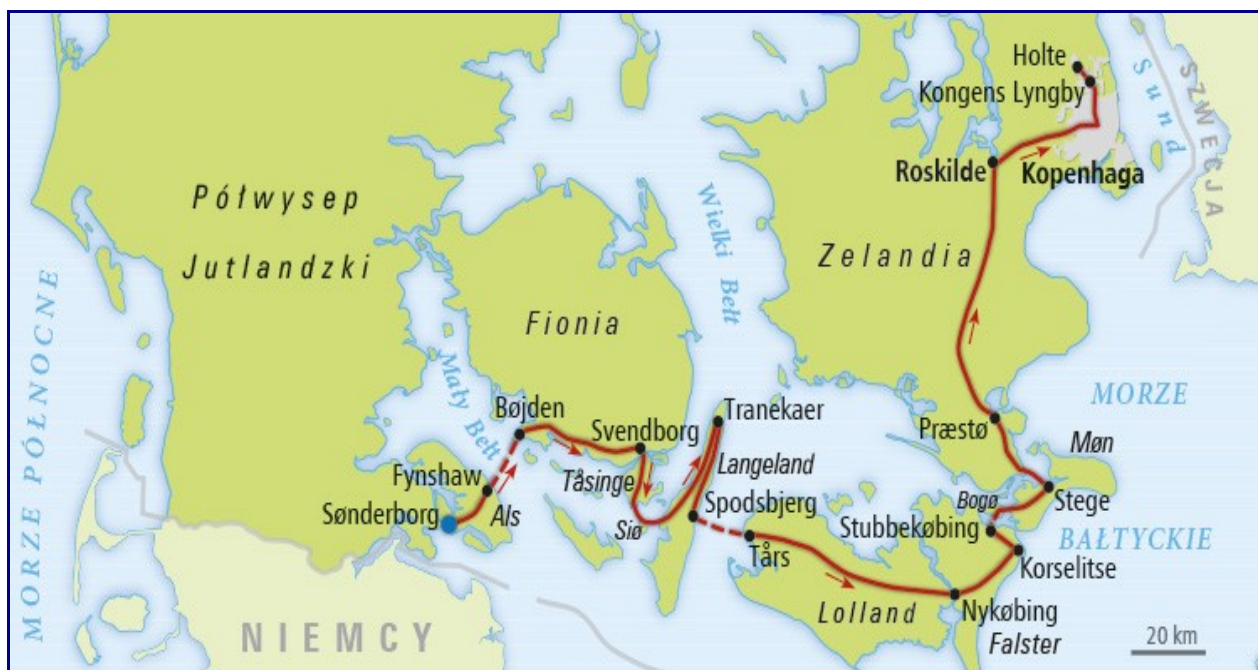 Holte
Kongens Lyngby
Sund
SZWECJA
Roskilde
Kopenhaga
Półwysep
Jutlandzki
Wielki Bełt
Zelandia
MORZE PÓŁNOCNE
Fionia
Mały Bełt
Bøjden
Svendborg
Tranekaer
MORZE
Præstø
Møn
Fynshaw
Tåsinge
Langeland
Sønderborg
Als
Siø
Spodsbjerg
Bogø
Stege
Stubbekøbing
BAŁTYCKIE
Tårs
Korselitse
Lolland
Nykøbing
NIEMCY
Falster
20 km